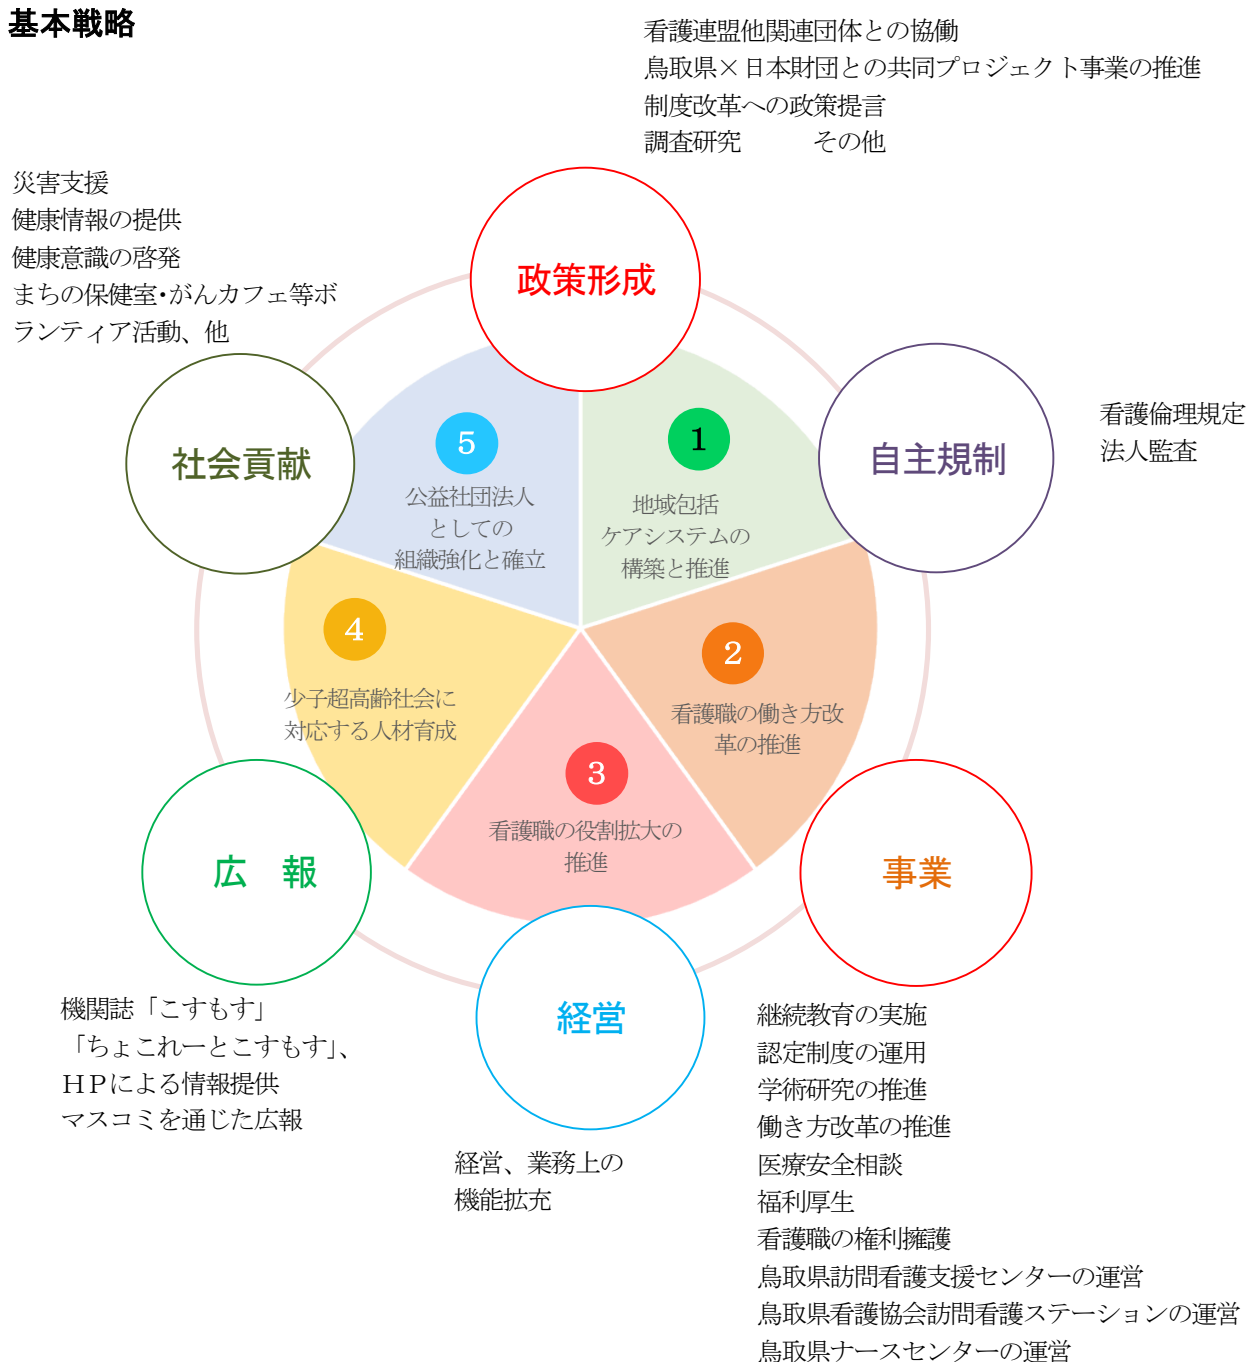 基本戦略
看護連盟他関連団体との協働
鳥取県×日本財団との共同プロジェクト事業の推進
制度改革への政策提言
調査研究　　　その他
災害支援
健康情報の提供
健康意識の啓発
まちの保健室・がんカフェ等ボ
ランティア活動、他
政策形成
社会貢献
自主規制
看護倫理規定
法人監査
5
公益社団法人
としての
組織強化と確立
1
地域包括
ケアシステムの
構築と推進
4
少子超高齢社会に
対応する人材育成
2
看護職の働き方改
革の推進
3
看護職の役割拡大の
推進
広　報
事業
経営
機関誌「こすもす」
「ちょこれーとこすもす」、
ＨＰによる情報提供
マスコミを通じた広報
経営、業務上の
機能拡充
継続教育の実施
認定制度の運用
学術研究の推進
働き方改革の推進
医療安全相談
福利厚生
看護職の権利擁護
鳥取県訪問看護支援センターの運営
鳥取県看護協会訪問看護ステーションの運営
鳥取県ナースセンターの運営